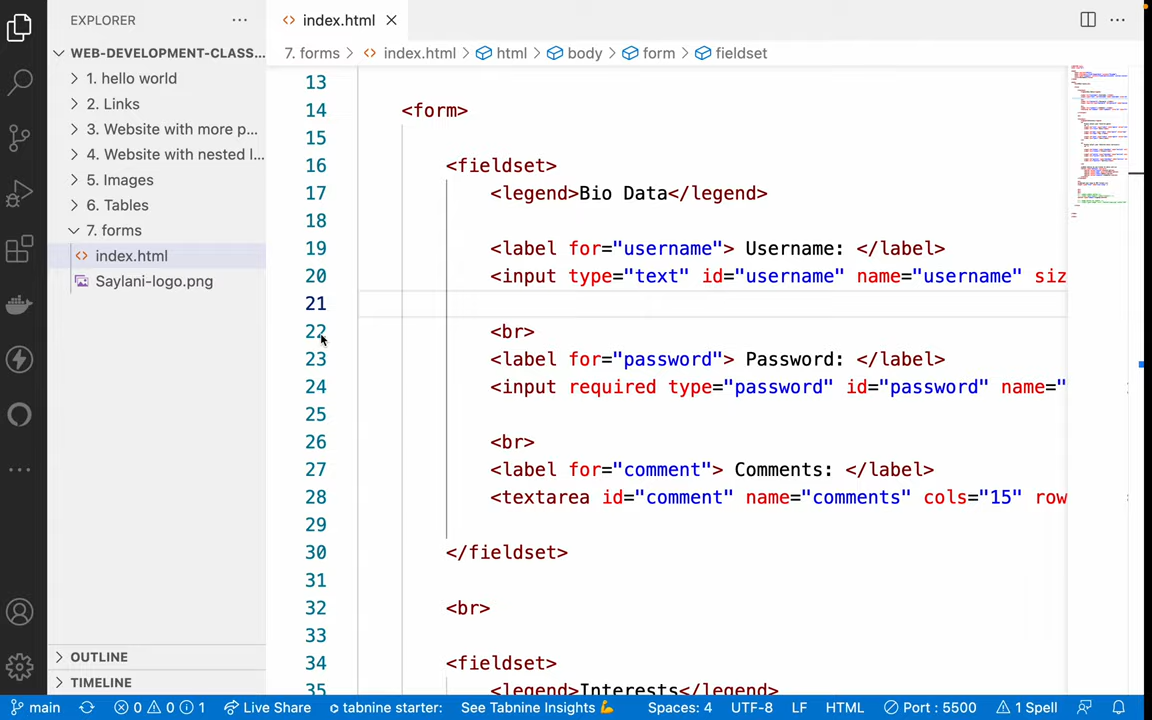 EXPLORER
···
index.html
···
WEB-DEVELOPMENT-CLASS...
1. hello world
2. Links
3. Website with more p...
4. Website with nested l...
5. Images
6. Tables
7. forms
index.html
Saylani-logo.png
OUTLINE
TIMELINE
7. forms > index.html > html > body > form > fieldset
13
14 <form>
15
16 <fieldset>
17 <legend>Bio Data</legend>
18
19 <label for="username"> Username: </label>
20 <input type="text" id="username" name="username" siz
21
22 <br>
23 <label for="password"> Password: </label>
24 <input required type="password" id="password" name="
25
26 <br>
27 <label for="comment"> Comments: </label>
28 <textarea id="comment" name="comments" cols="15" row
29
30 </fieldset>
31
32 <br>
33
34 <fieldset>
35 <legend>Interests</legend>
main 0 0 1 Live Share tabnine starter: See Tabnine Insights 💪 Spaces: 4 UTF-8 LF HTML Port : 5500 1 Spell